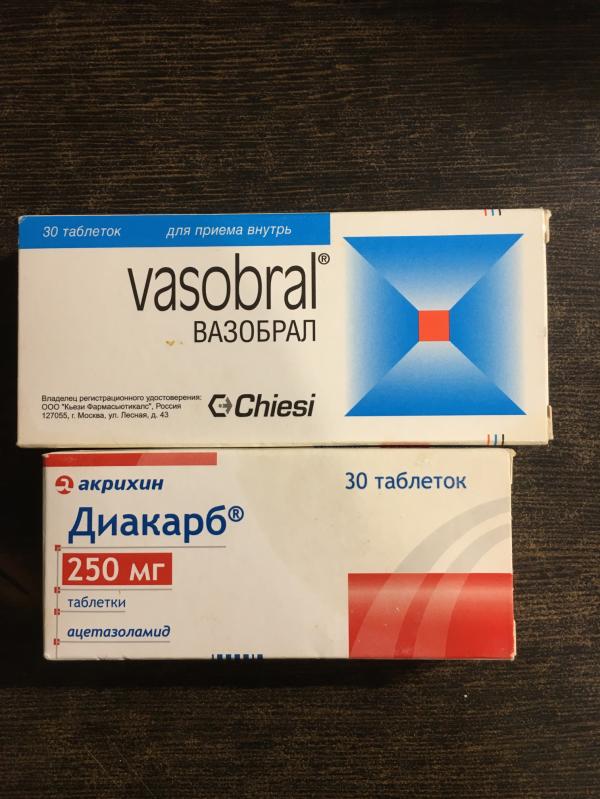 30 таблеток для приема внутрь
vasobral®
ВАЗОБРАЛ
Владелец регистрационного удостоверения:
ООО "Кьези Фармасьютикалс", Россия
127055, г. Москва, ул. Лесная, д. 43
Chiesi
акрихин
30 таблеток
Диакарб®
250 мг
таблетки
ацетазоламид